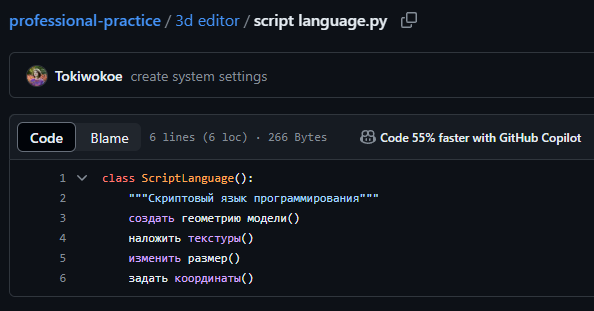 professional-practice / 3d editor / script language.py
Tokiwokoe create system settings
Code Blame 6 lines (6 loc) · 266 Bytes Code 55% faster with GitHub Copilot
1 class ScriptLanguage():
2 """Скриптовый язык программирования"""
3 создать геометрию модели()
4 наложить текстуры()
5 изменить размер()
6 задать координаты()